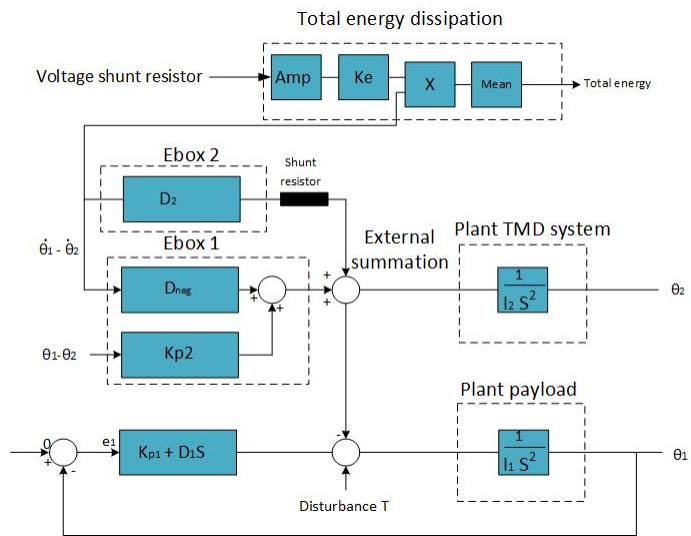 Total energy dissipation
Voltage shunt resistor
Amp
Ke
X
Mean
Total energy
Ebox 2
Shunt
resistor
D₂
θ̇₁ - θ̇₂
Ebox 1
External
summation
Plant TMD system
Dneg
+
+
+
+
1
I₂ S²
θ₂
θ₁-θ₂
Kp2
Plant payload
0
+
-
e₁
Kp₁ + D₁S
-
Disturbance T
1
I₁ S²
θ₁